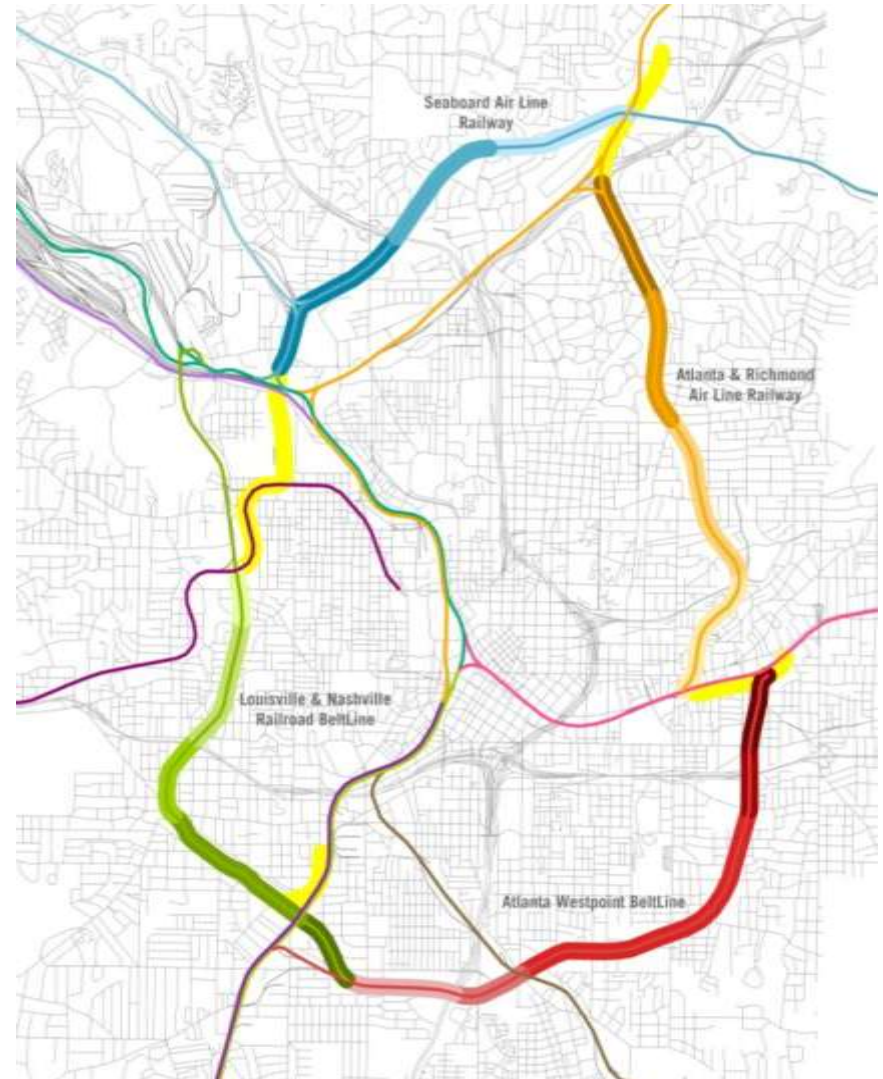 Seaboard Air Line
Railway
Atlanta & Richmond
Air Line Railway
Louisville & Nashville
Railroad BeltLine
Atlanta Westpoint BeltLine